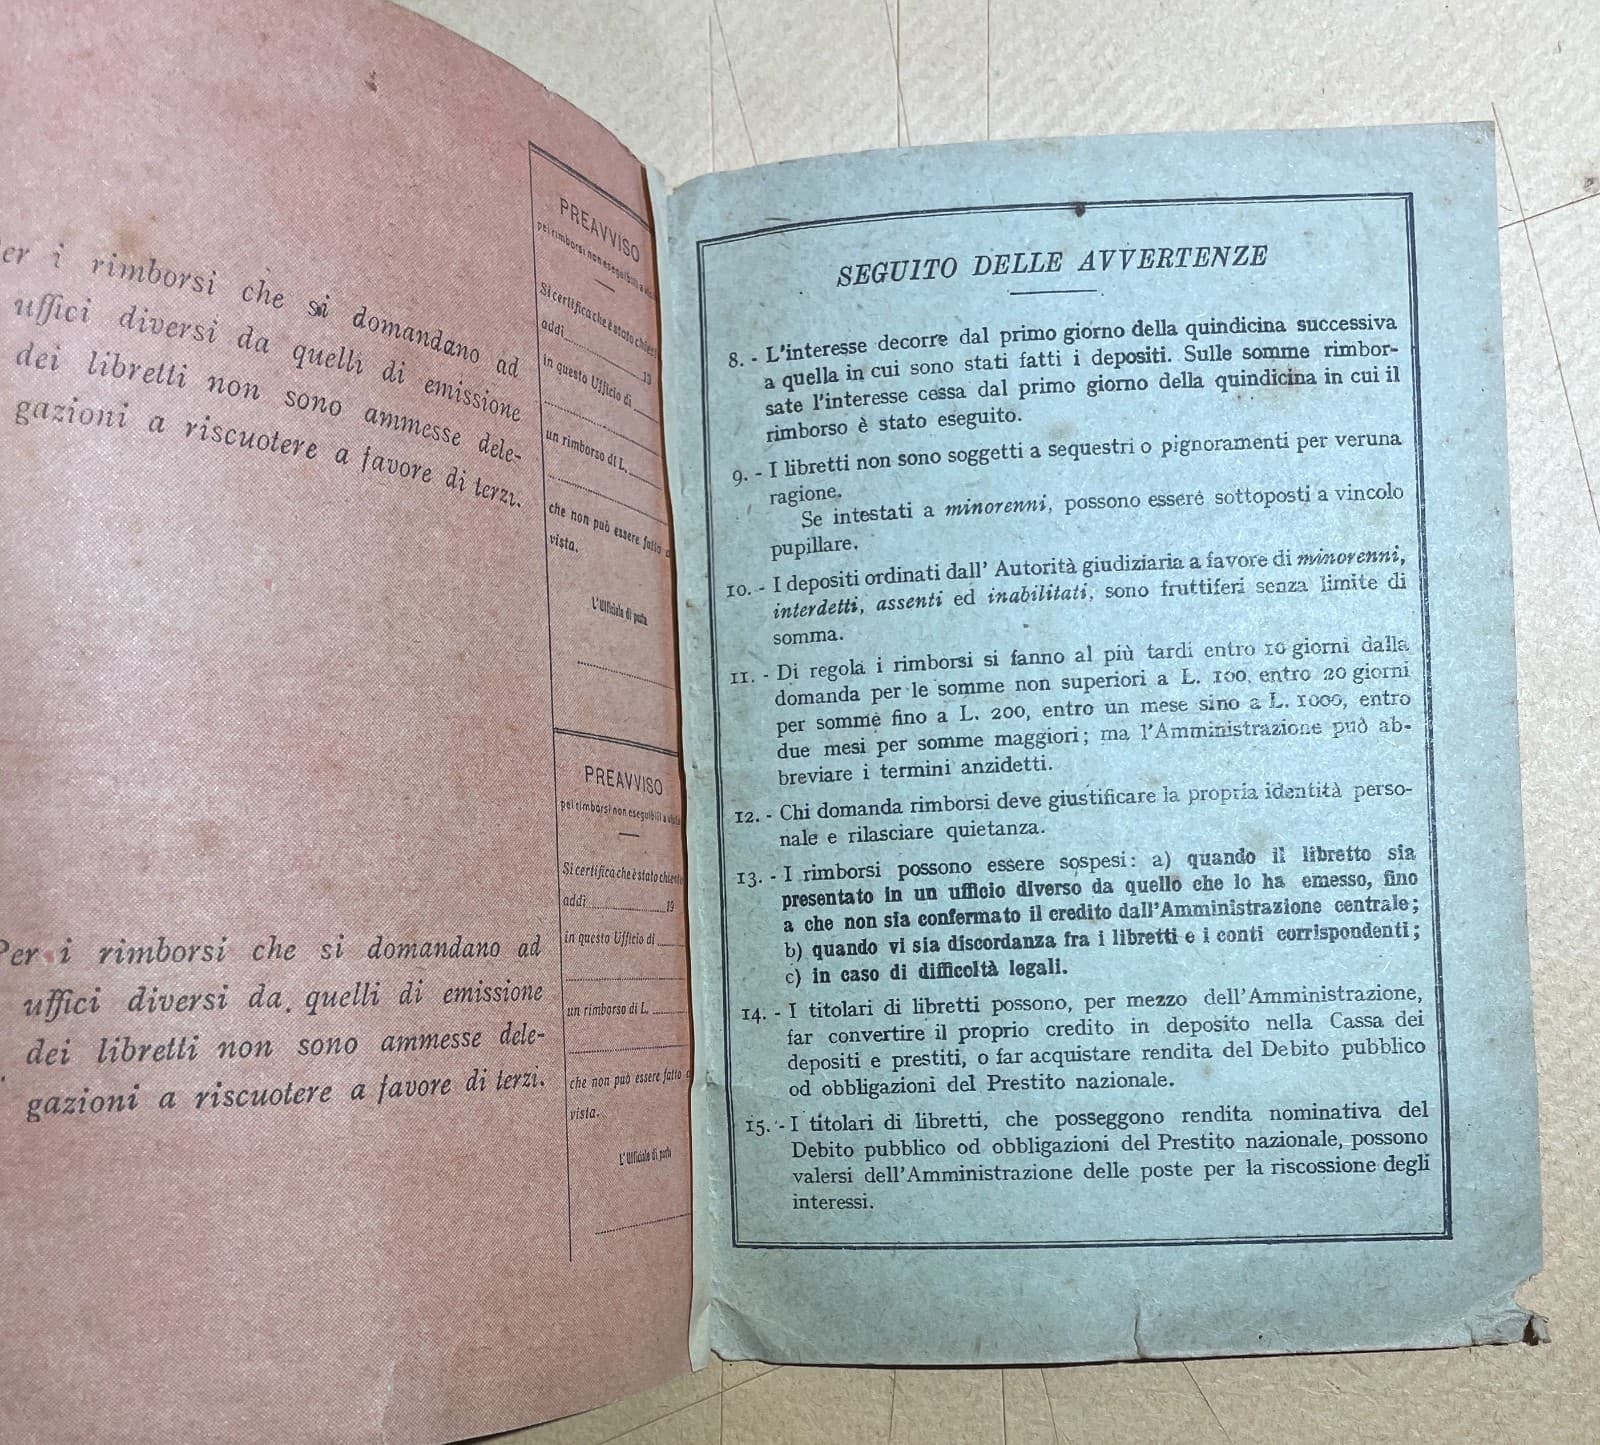 er i rimborsi che si domandano ad
uffici diversi da quelli di emissione
dei libretti non sono ammesse dele-
gazioni a riscuotere a favore di terzi.
PREAVVISO
pei rimborsi non eseguibili a vista
Si certifica che è stato chiest
addì 19
in questo Ufficio di
un rimborso di L.
che non può essere fatto a
vista.
L'Ufficiale di posta
Per i rimborsi che si domandano ad
uffici diversi da quelli di emissione
dei libretti non sono ammesse dele-
gazioni a riscuotere a favore di terzi.
PREAVVISO
pei rimborsi non eseguibili a vista
Si certifica che è stato chiesto
addì 19
in questo Ufficio di
un rimborso di L.
che non può essere fatto a
vista.
L'Ufficiale di posta
SEGUITO DELLE AVVERTENZE
8. - L'interesse decorre dal primo giorno della quindicina successiva
a quella in cui sono stati fatti i depositi. Sulle somme rimbor-
sate l'interesse cessa dal primo giorno della quindicina in cui il
rimborso è stato eseguito.
9. - I libretti non sono soggetti a sequestri o pignoramenti per veruna
ragione.
Se intestati a minorenni, possono essere sottoposti a vincolo
pupillare.
10. - I depositi ordinati dall' Autorità giudiziaria a favore di minorenni,
interdetti, assenti ed inabilitati, sono fruttiferi senza limite di
somma.
11. - Di regola i rimborsi si fanno al più tardi entro 10 giorni dalla
domanda per le somme non superiori a L. 100, entro 20 giorni
per somme fino a L. 200, entro un mese sino a L. 1000, entro
due mesi per somme maggiori; ma l'Amministrazione può ab-
breviare i termini anzidetti.
12. - Chi domanda rimborsi deve giustificare la propria identità perso-
nale e rilasciare quietanza.
13. - I rimborsi possono essere sospesi: a) quando il libretto sia
presentato in un ufficio diverso da quello che lo ha emesso, fino
a che non sia confermato il credito dall'Amministrazione centrale;
b) quando vi sia discordanza fra i libretti e i conti corrispondenti;
c) in caso di difficoltà legali.
14. - I titolari di libretti possono, per mezzo dell'Amministrazione,
far convertire il proprio credito in deposito nella Cassa dei
depositi e prestiti, o far acquistare rendita del Debito pubblico
od obbligazioni del Prestito nazionale.
15. - I titolari di libretti, che posseggono rendita nominativa del
Debito pubblico od obbligazioni del Prestito nazionale, possono
valersi dell'Amministrazione delle poste per la riscossione degli
interessi.